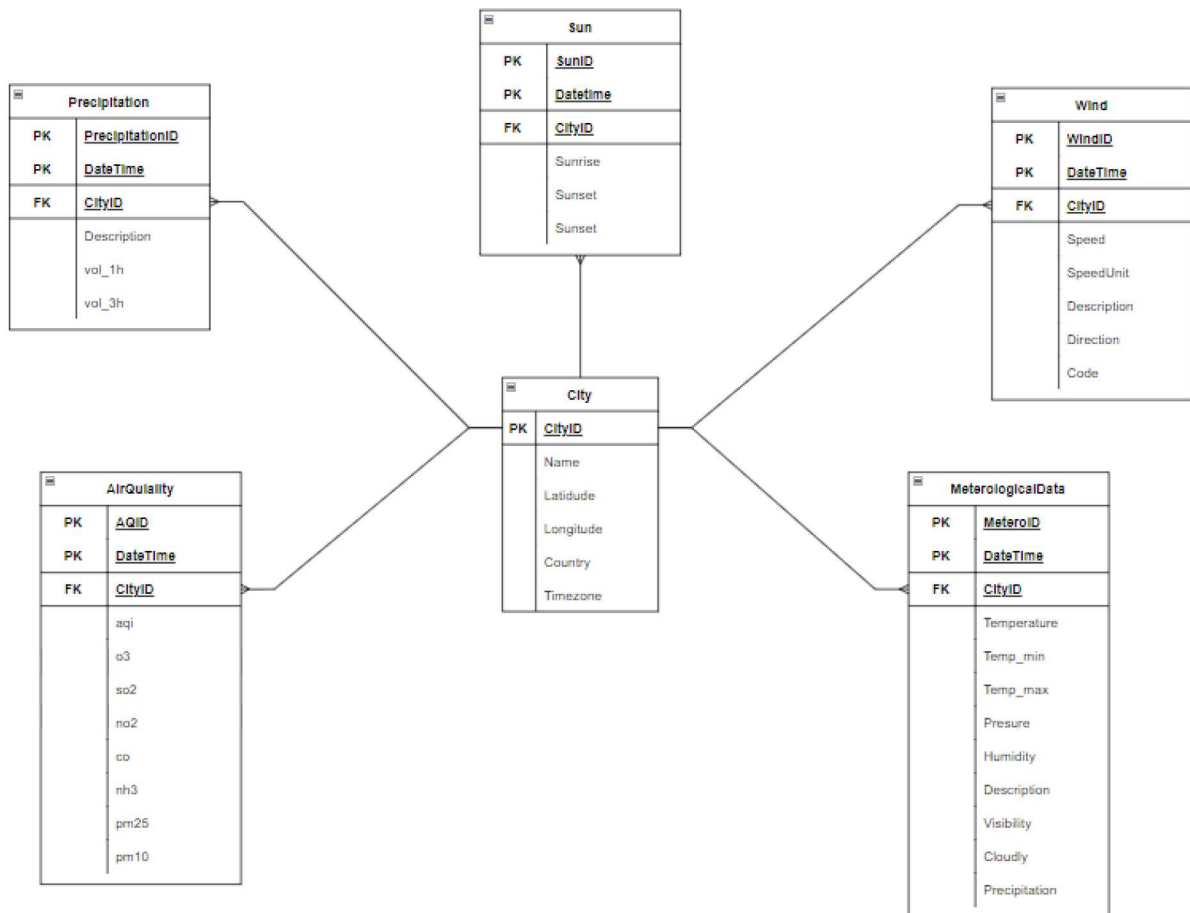 Sun
PK SunID
PK Datetime
FK CityID
Sunrise
Sunset
Sunset
Precipitation
PK PrecipitationID
PK DateTime
FK CityID
Description
vol_1h
vol_3h
Wind
PK WindID
PK DateTime
FK CityID
Speed
SpeedUnit
Description
Direction
Code
City
PK CityID
Name
Latidude
Longitude
Country
Timezone
AirQuiality
PK AQID
PK DateTime
FK CityID
aqi
o3
so2
no2
co
nh3
pm25
pm10
MeterologicalData
PK MeteroID
PK DateTime
FK CityID
Temperature
Temp_min
Temp_max
Presure
Humidity
Description
Visibility
Cloudly
Precipitation